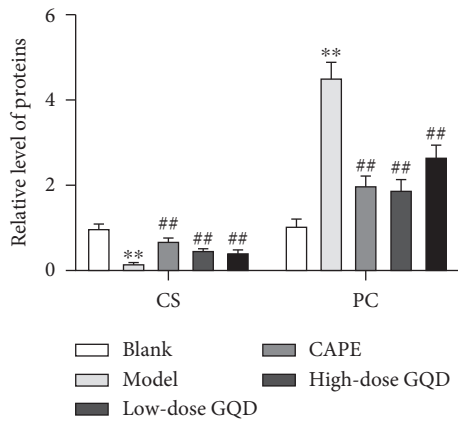 Relative level of proteins
6
4
2
0
**
##
##
##
**
##
##
##
CS
PC
Blank
CAPE
Model
High-dose GQD
Low-dose GQD